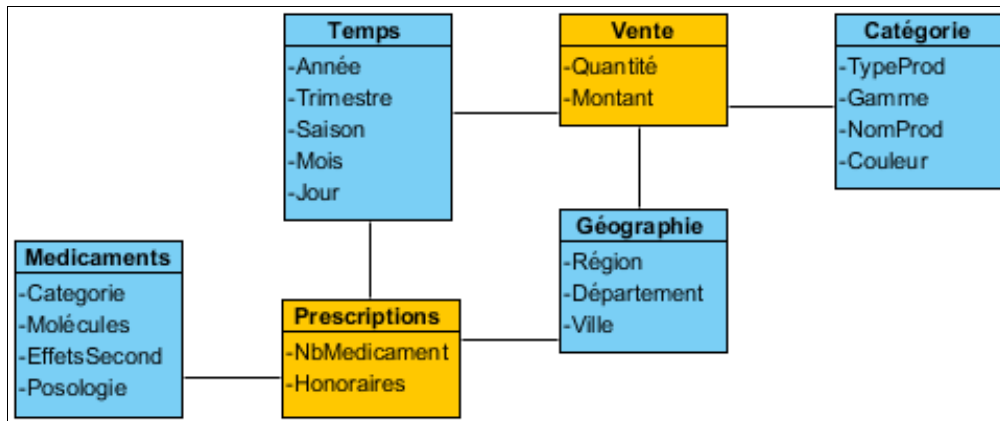 Temps
-Année
-Trimestre
-Saison
-Mois
-Jour
Vente
-Quantité
-Montant
Catégorie
-TypeProd
-Gamme
-NomProd
-Couleur
Medicaments
-Categorie
-Molécules
-EffetsSecond
-Posologie
Prescriptions
-NbMedicament
-Honoraires
Géographie
-Région
-Département
-Ville